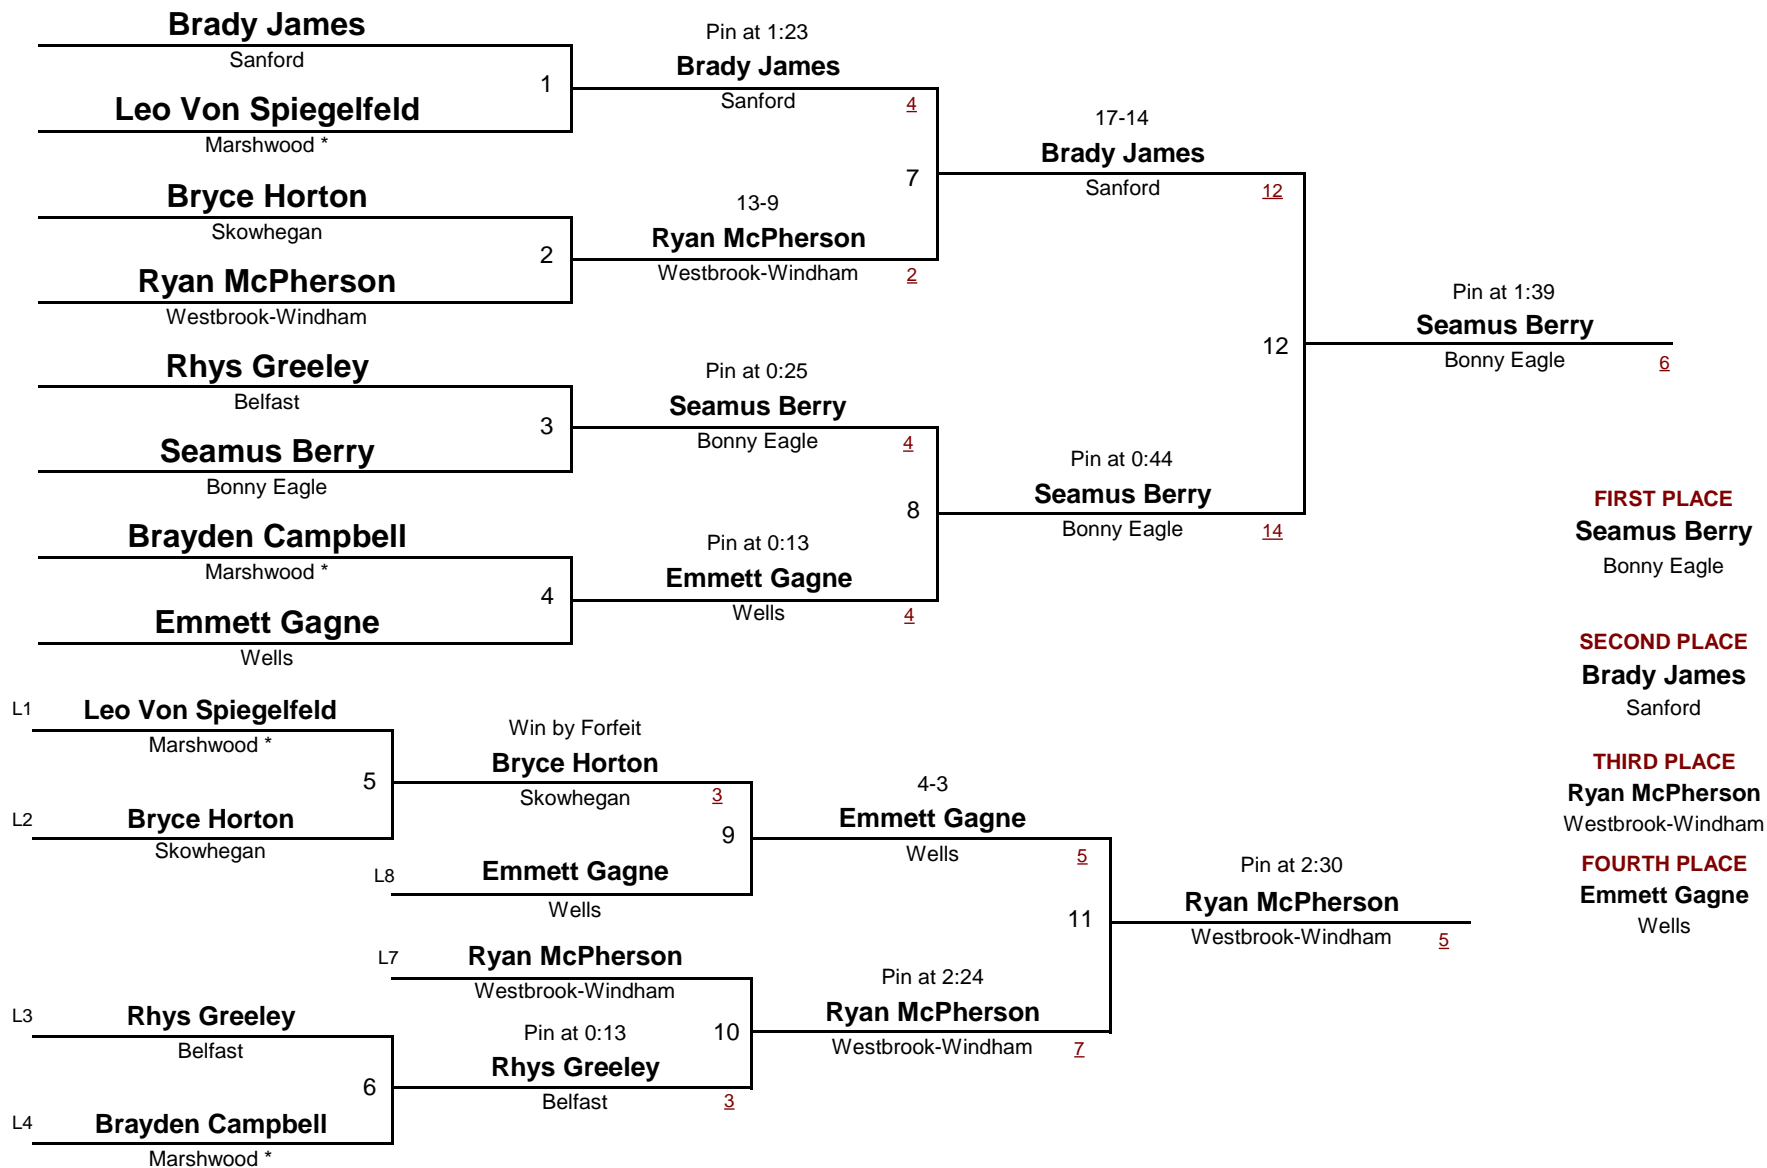 Brady James
Sanford
1
Leo Von Spiegelfeld
Marshwood *
Pin at 1:23
Brady James
Sanford
4
Bryce Horton
Skowhegan
2
Ryan McPherson
Westbrook-Windham
13-9
Ryan McPherson
Westbrook-Windham
2
7
17-14
Brady James
Sanford
12
Rhys Greeley
Belfast
3
Seamus Berry
Bonny Eagle
Pin at 0:25
Seamus Berry
Bonny Eagle
4
Brayden Campbell
Marshwood *
4
Emmett Gagne
Wells
Pin at 0:13
Emmett Gagne
Wells
4
8
Pin at 0:44
Seamus Berry
Bonny Eagle
14
12
Pin at 1:39
Seamus Berry
Bonny Eagle
6
FIRST PLACE
Seamus Berry
Bonny Eagle
SECOND PLACE
Brady James
Sanford
THIRD PLACE
Ryan McPherson
Westbrook-Windham
FOURTH PLACE
Emmett Gagne
Wells
L1
Leo Von Spiegelfeld
Marshwood *
5
L2
Bryce Horton
Skowhegan
Win by Forfeit
Bryce Horton
Skowhegan
3
9
L8
Emmett Gagne
Wells
4-3
Emmett Gagne
Wells
5
L7
Ryan McPherson
Westbrook-Windham
10
L3
Rhys Greeley
Belfast
6
L4
Brayden Campbell
Marshwood *
Pin at 0:13
Rhys Greeley
Belfast
3
Pin at 2:24
Ryan McPherson
Westbrook-Windham
7
11
Pin at 2:30
Ryan McPherson
Westbrook-Windham
5